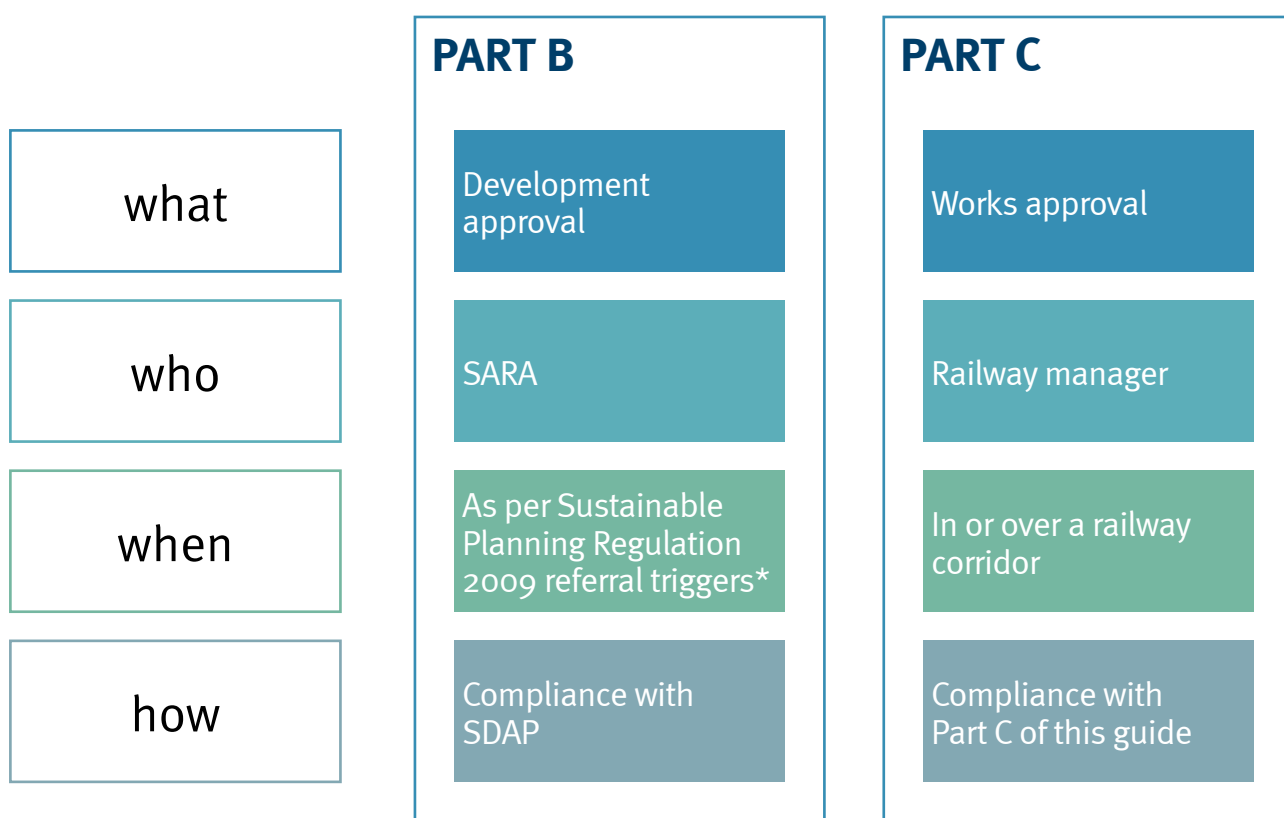 PART B
PART C
what
Development
approval
Works approval
who
SARA
Railway manager
when
As per Sustainable
Planning Regulation
2009 referral triggers*
In or over a railway
corridor
how
Compliance with
SDAP
Compliance with
Part C of this guide